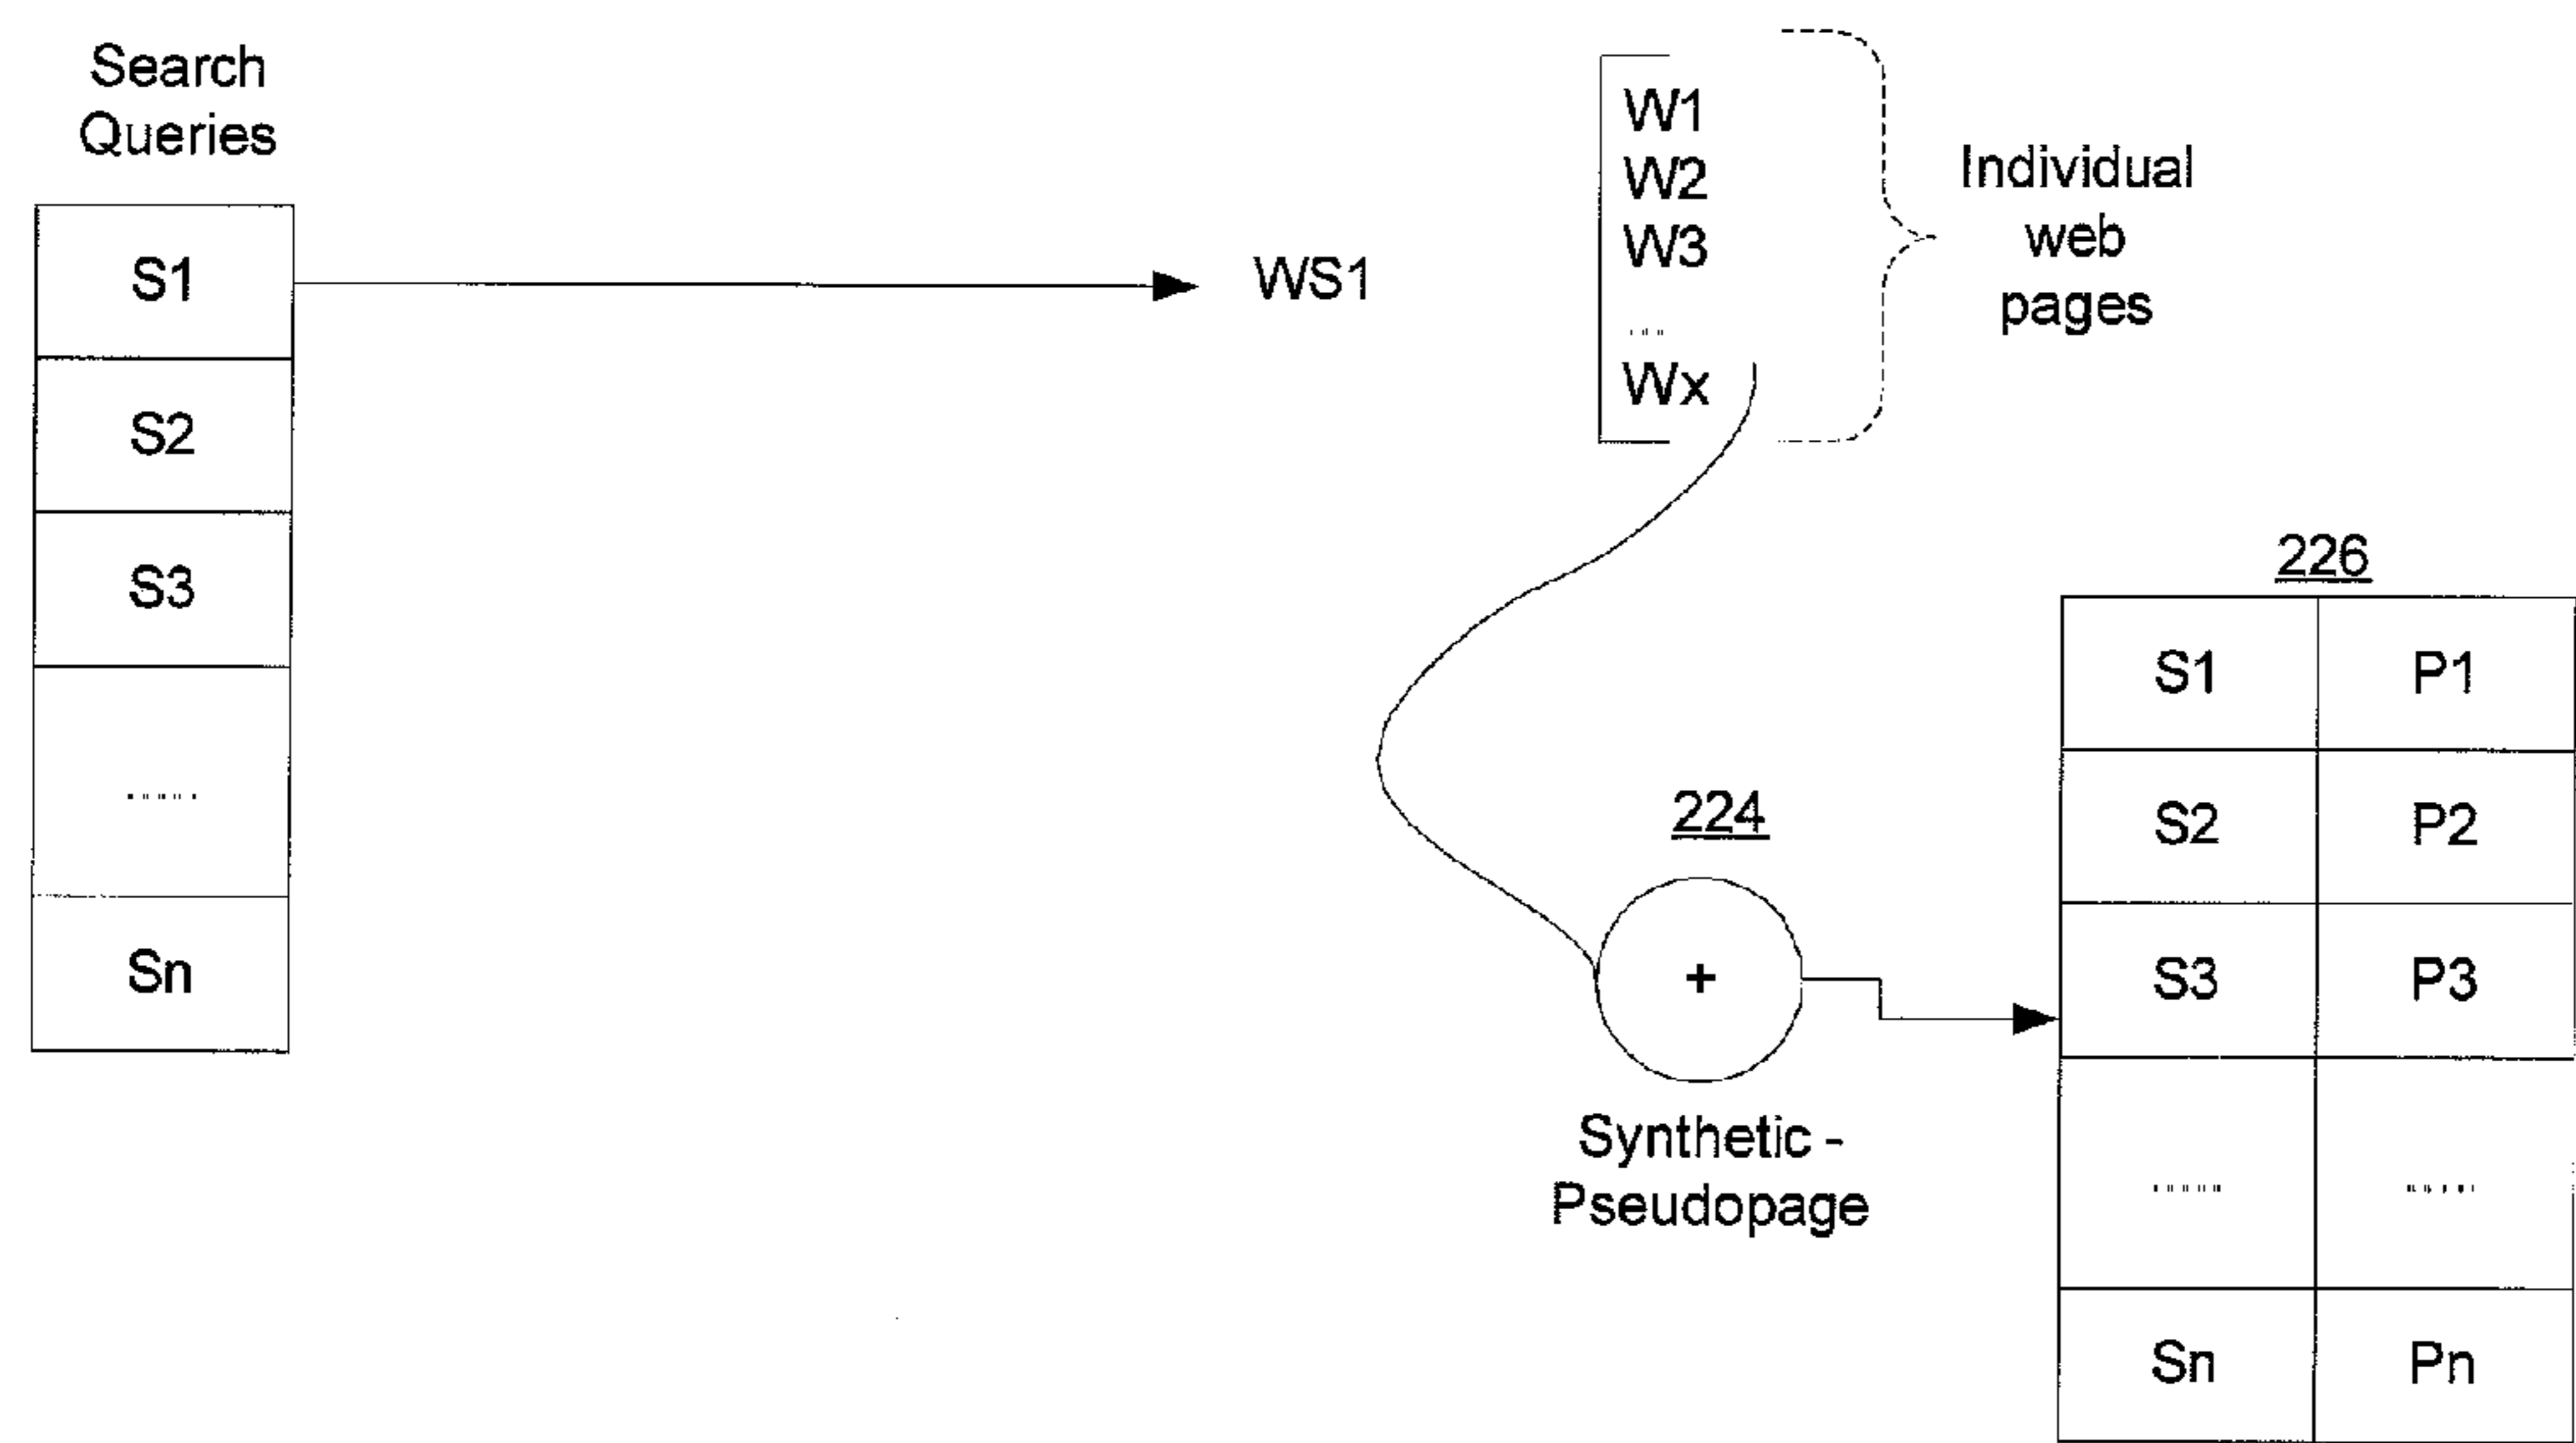 Search
Queries
S1
S2
S3
.....
Sn
WS1
W1
W2
W3
...
Wx
Individual
web
pages
224
+
Synthetic -
Pseudopage
226
S1 P1
S2 P2
S3 P3
..... .....
Sn Pn